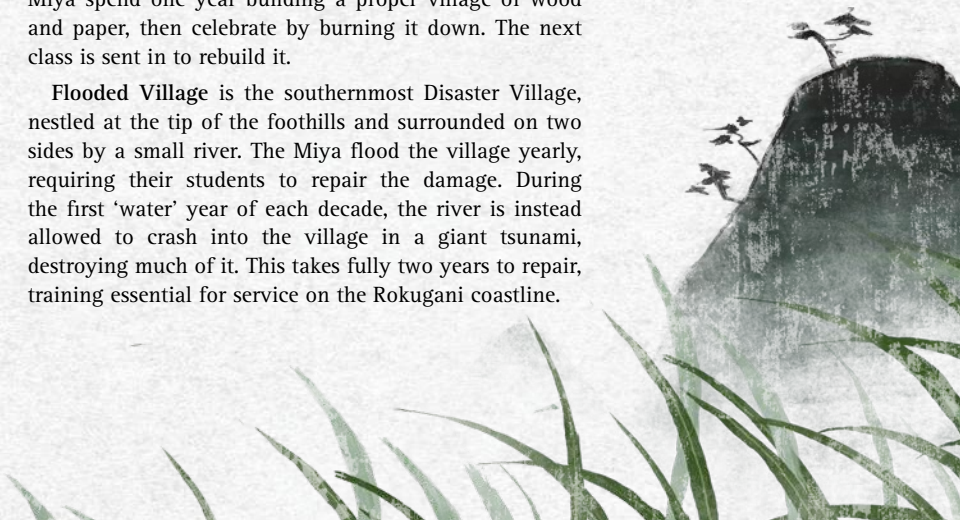 Miya spend one year building a proper village of wood
and paper, then celebrate by burning it down. The next
class is sent in to rebuild it.
Flooded Village is the southernmost Disaster Village,
nestled at the tip of the foothills and surrounded on two
sides by a small river. The Miya flood the village yearly,
requiring their students to repair the damage. During
the first ‘water’ year of each decade, the river is instead
allowed to crash into the village in a giant tsunami,
destroying much of it. This takes fully two years to repair,
training essential for service on the Rokugani coastline.